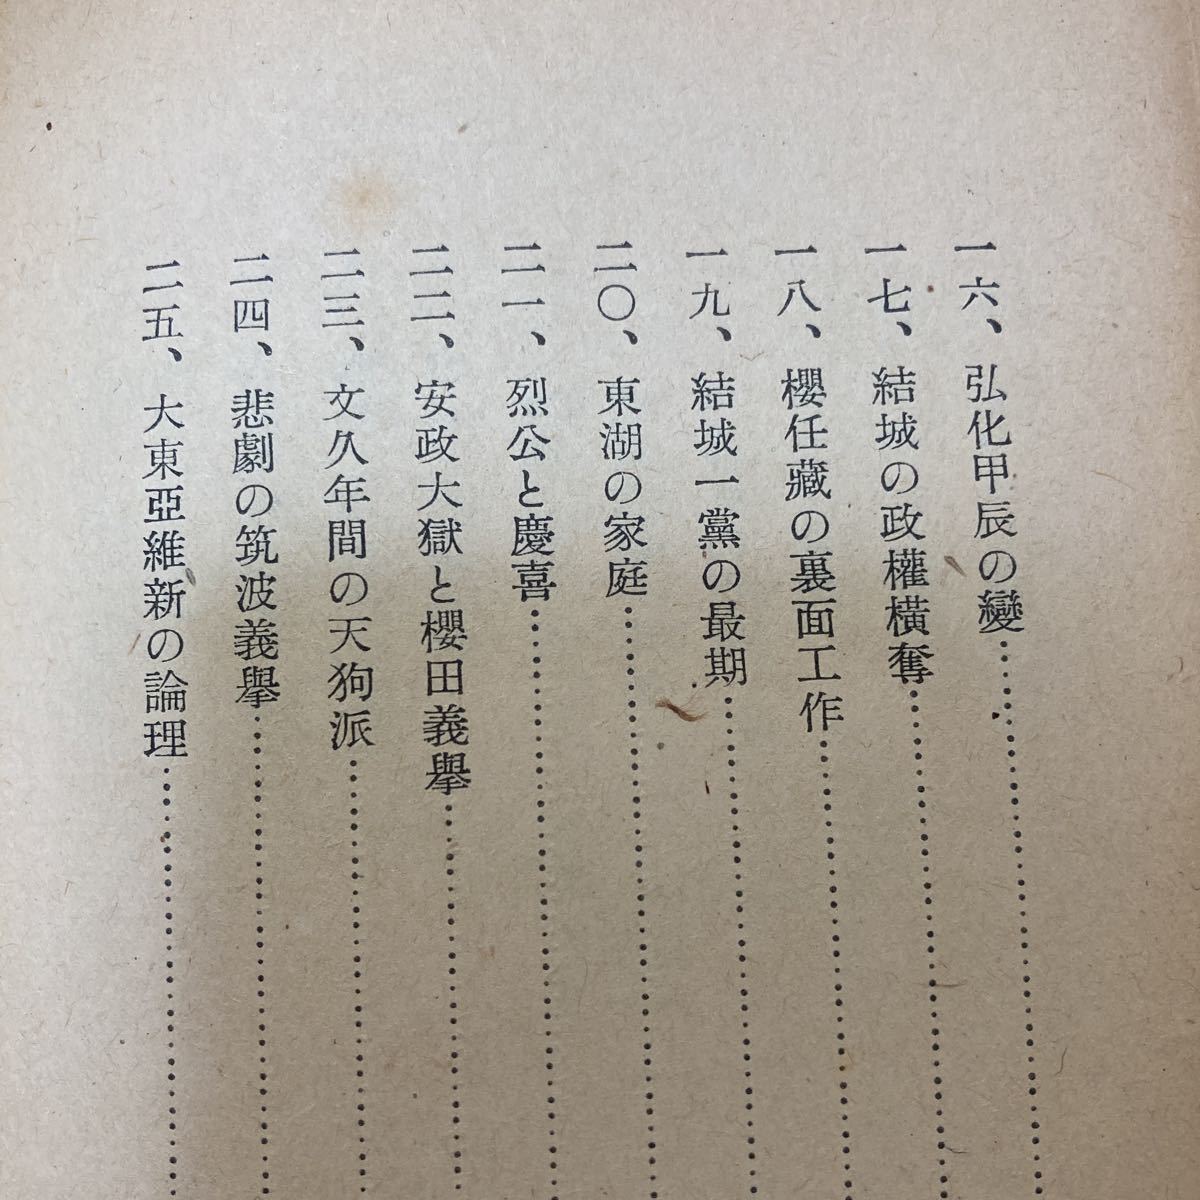 一六、弘化甲辰の變
一七、結城の政權橫奪
一八、櫻任藏の裏面工作
一九、結城一黨の最期
二〇、東湖の家庭
二一、烈公と慶喜
二二、安政大獄と櫻田義擧
二三、文久年間の天狗派
二四、悲劇の筑波義擧
二五、大東亞維新の論理